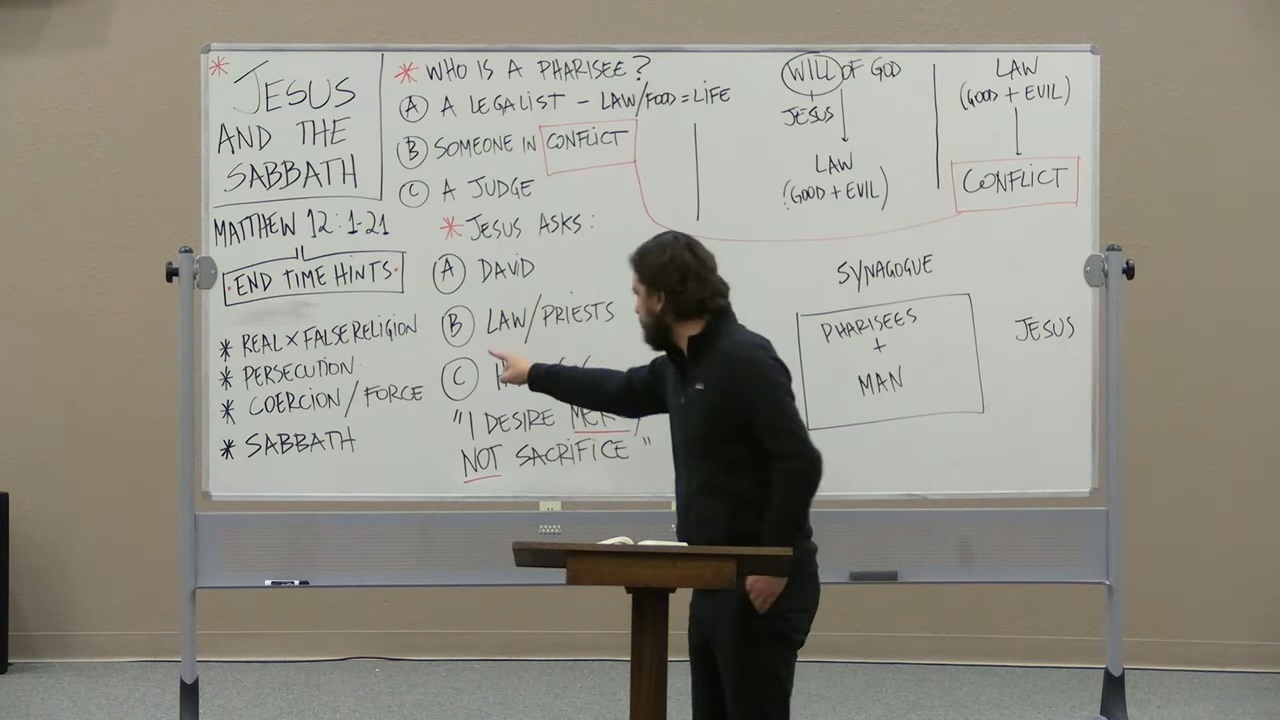 * JESUS
AND THE
SABBATH
MATTHEW 12:1-21
• END TIME HINTS •
* REAL X FALSE RELIGION
* PERSECUTION
* COERCION / FORCE
* SABBATH
* WHO IS A PHARISEE?
A A LEGALIST - LAW/FOOD = LIFE
B SOMEONE IN CONFLICT
C A JUDGE
* JESUS ASKS:
A DAVID
B LAW/PRIESTS
C
"I DESIRE
NOT SACRIFICE"
WILL OF GOD
JESUS
LAW
(GOOD + EVIL)
LAW
(GOOD + EVIL)
CONFLICT
SYNAGOGUE
PHARISEES
+
MAN
JESUS